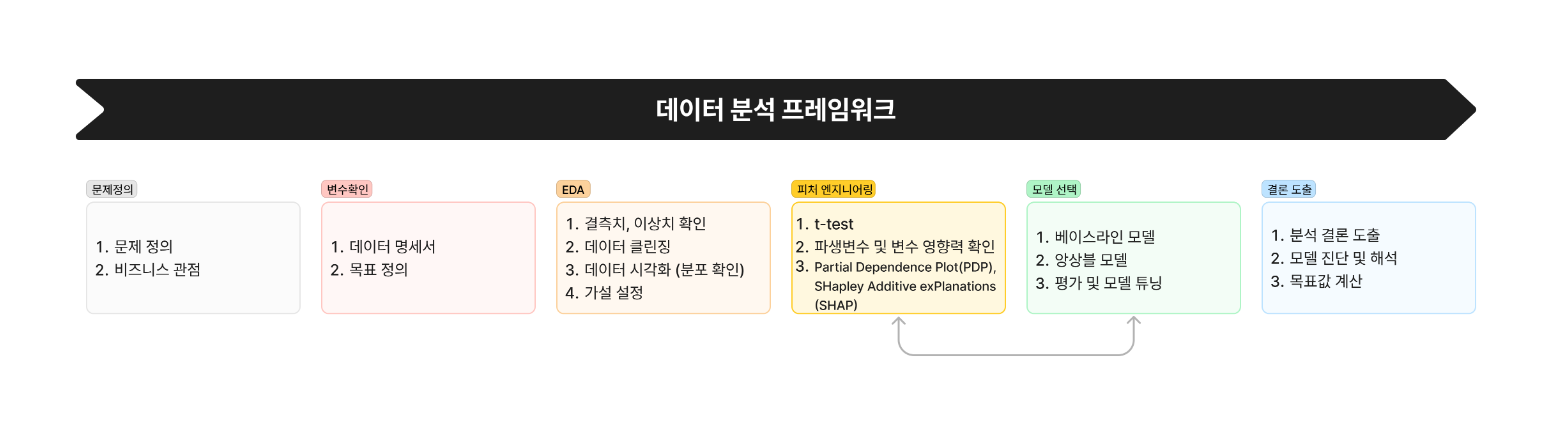 데이터 분석 프레임워크
문제정의
1. 문제 정의
2. 비즈니스 관점
변수확인
1. 데이터 명세서
2. 목표 정의
EDA
1. 결측치, 이상치 확인
2. 데이터 클린징
3. 데이터 시각화 (분포 확인)
4. 가설 설정
피처 엔지니어링
1. t-test
2. 파생변수 및 변수 영향력 확인
3. Partial Dependence Plot(PDP),
SHapley Additive exPlanations
(SHAP)
모델 선택
1. 베이스라인 모델
2. 앙상블 모델
3. 평가 및 모델 튜닝
결론 도출
1. 분석 결론 도출
2. 모델 진단 및 해석
3. 목표값 계산